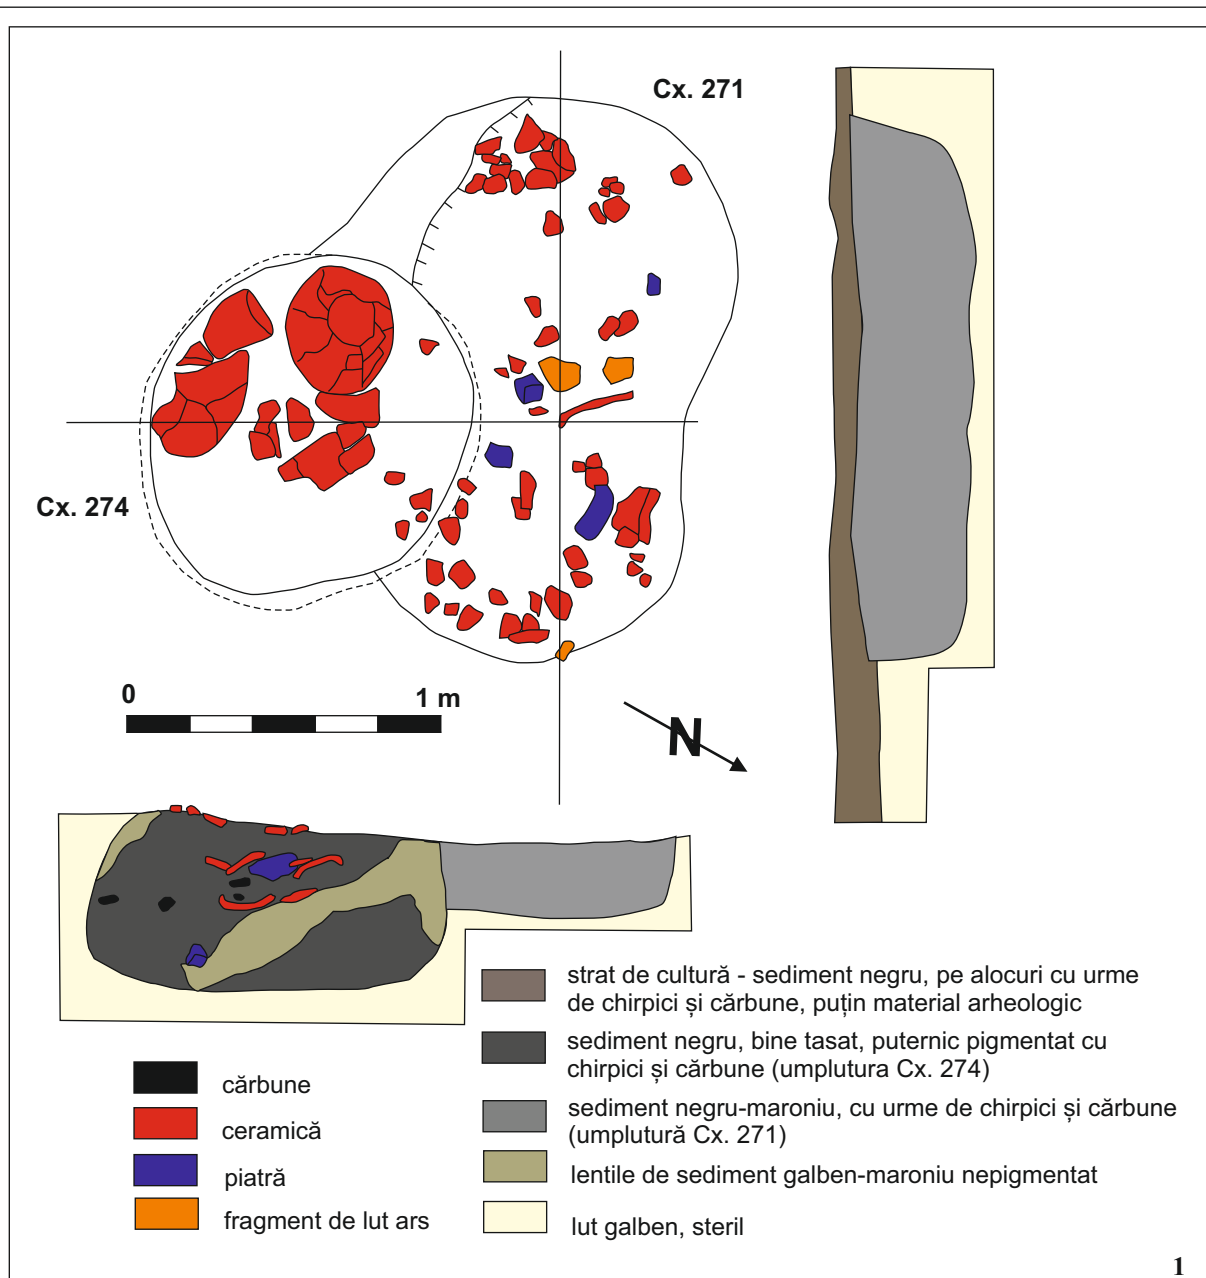 Cx. 271
Cx. 274
0
1 m
N
cărbune
ceramică
piatră
fragment de lut ars
strat de cultură - sediment negru, pe alocuri cu urme
de chirpici și cărbune, puțin material arheologic
sediment negru, bine tasat, puternic pigmentat cu
chirpici și cărbune (umplutura Cx. 274)
sediment negru-maroniu, cu urme de chirpici și cărbune
(umplutură Cx. 271)
lentile de sediment galben-maroniu nepigmentat
lut galben, steril
1